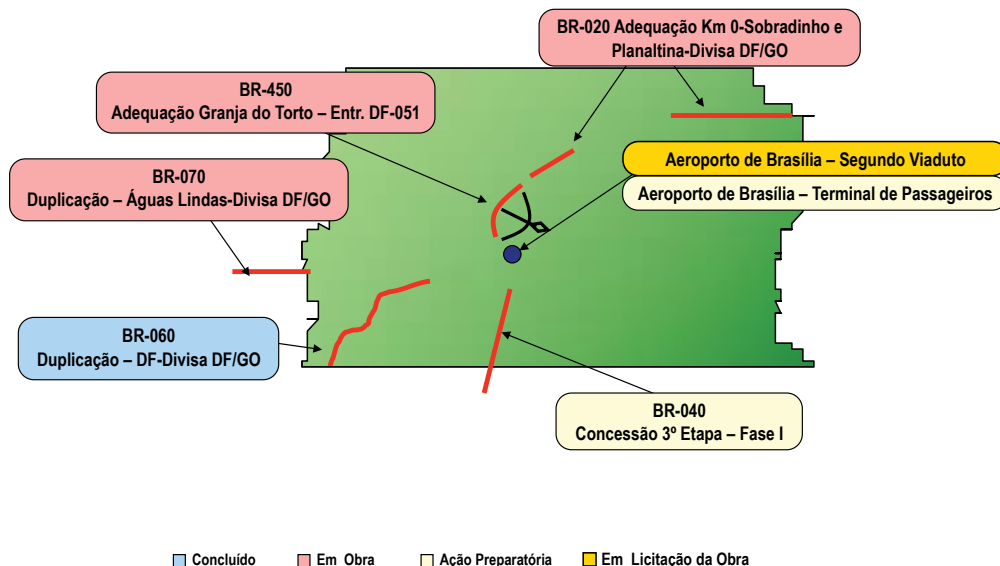 BR-020 Adequação Km 0-Sobradinho e
Planaltina-Divisa DF/GO
BR-450
Adequação Granja do Torto – Entr. DF-051
Aeroporto de Brasília – Segundo Viaduto
Aeroporto de Brasília – Terminal de Passageiros
BR-070
Duplicação – Águas Lindas-Divisa DF/GO
BR-060
Duplicação – DF-Divisa DF/GO
BR-040
Concessão 3º Etapa – Fase I
Concluído
Em Obra
Ação Preparatória
Em Licitação da Obra